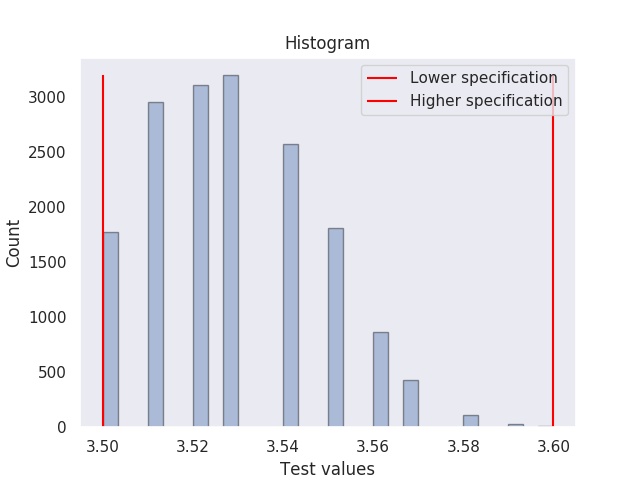 Histogram
Lower specification
Higher specification
3000
2500
2000
1500
1000
500
0
Count
3.50 3.52 3.54 3.56 3.58 3.60
Test values